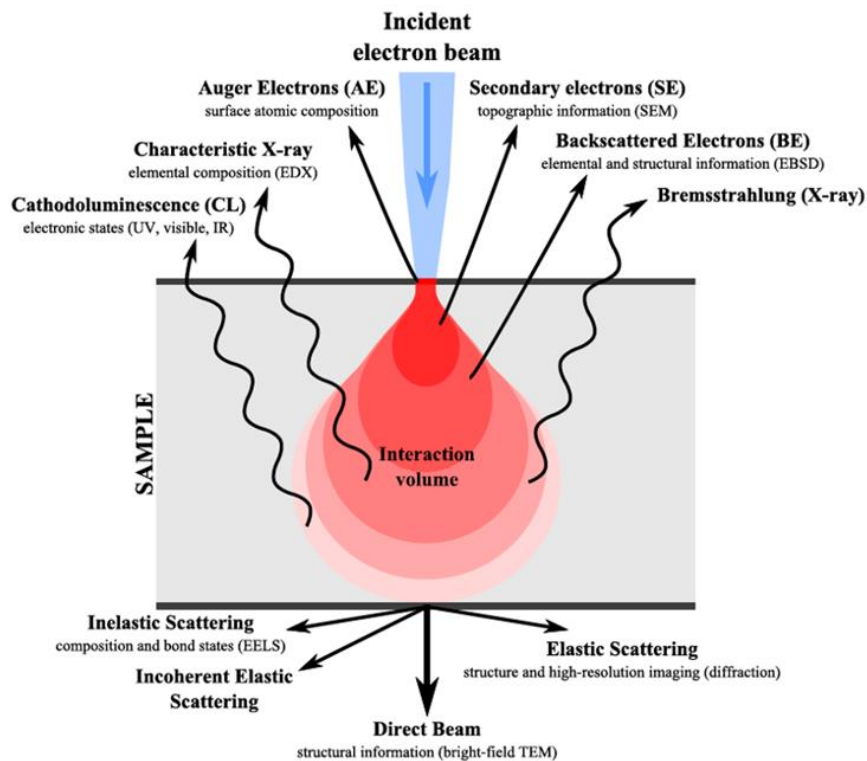 Incident
electron beam
Auger Electrons (AE)
surface atomic composition
Secondary electrons (SE)
topographic information (SEM)
Characteristic X-ray
elemental composition (EDX)
Backscattered Electrons (BE)
elemental and structural information (EBSD)
Cathodoluminescence (CL)
electronic states (UV, visible, IR)
Bremsstrahlung (X-ray)
SAMPLE
Interaction
volume
Inelastic Scattering
composition and bond states (EELS)
Incoherent Elastic
Scattering
Elastic Scattering
structure and high-resolution imaging (diffraction)
Direct Beam
structural information (bright-field TEM)